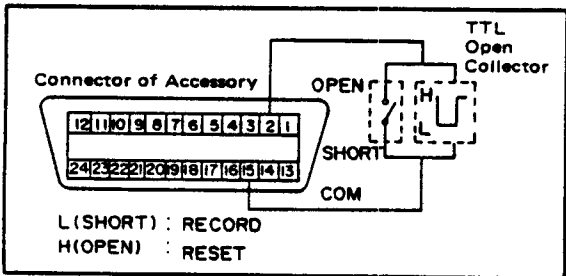 TTL
Open
Collector
Connector of Accessory
OPEN
H
L
12 11 10 9 8 7 6 5 4 3 2 1
SHORT
24 23 22 21 20 19 18 17 16 15 14 13
COM
L(SHORT) : RECORD
H(OPEN) : RESET